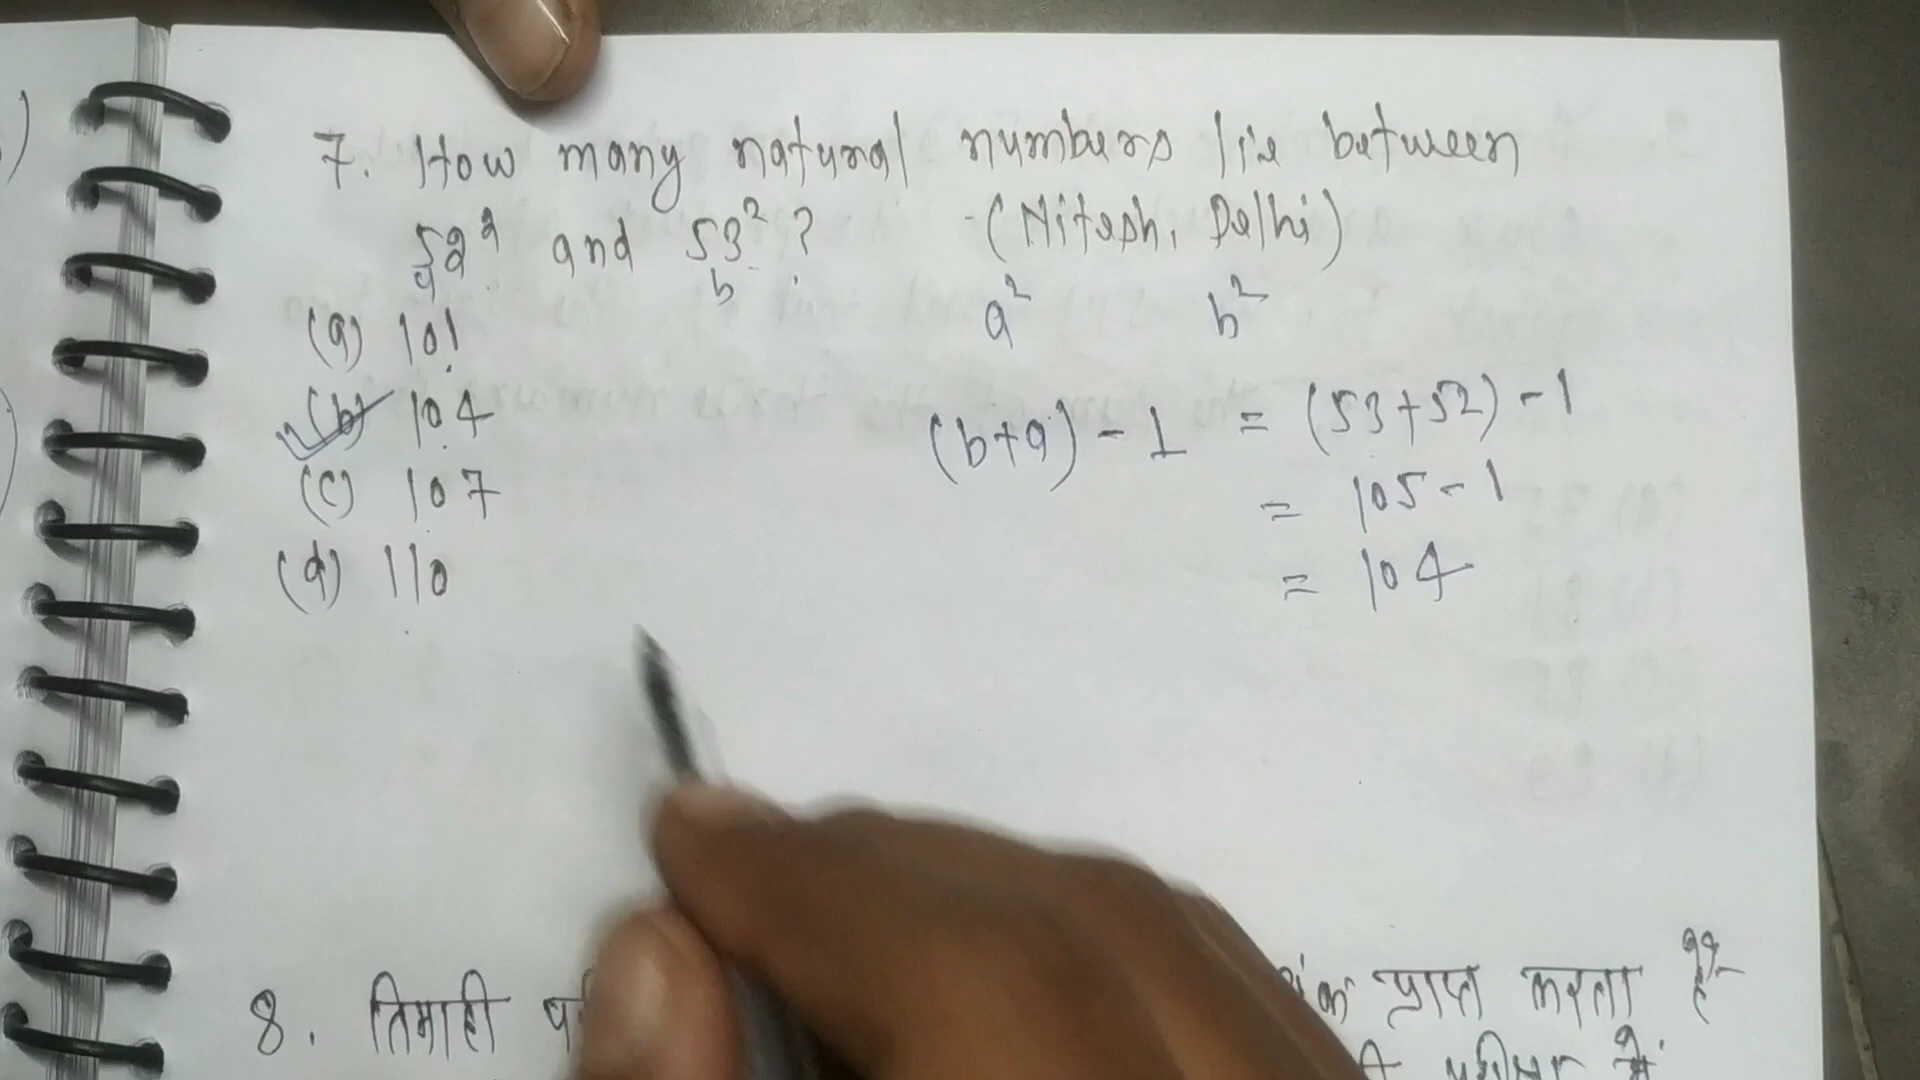 7. How many natural numbers lie between
52² and 53² ? - (Nitesh, Delhi)
a b
a² b²
(a) 101
(b) 104
(c) 107
(d) 110
(b+a) - 1 = (53+52) - 1
= 105 - 1
= 104
8. तिमाही प्राप्त करता है-
में